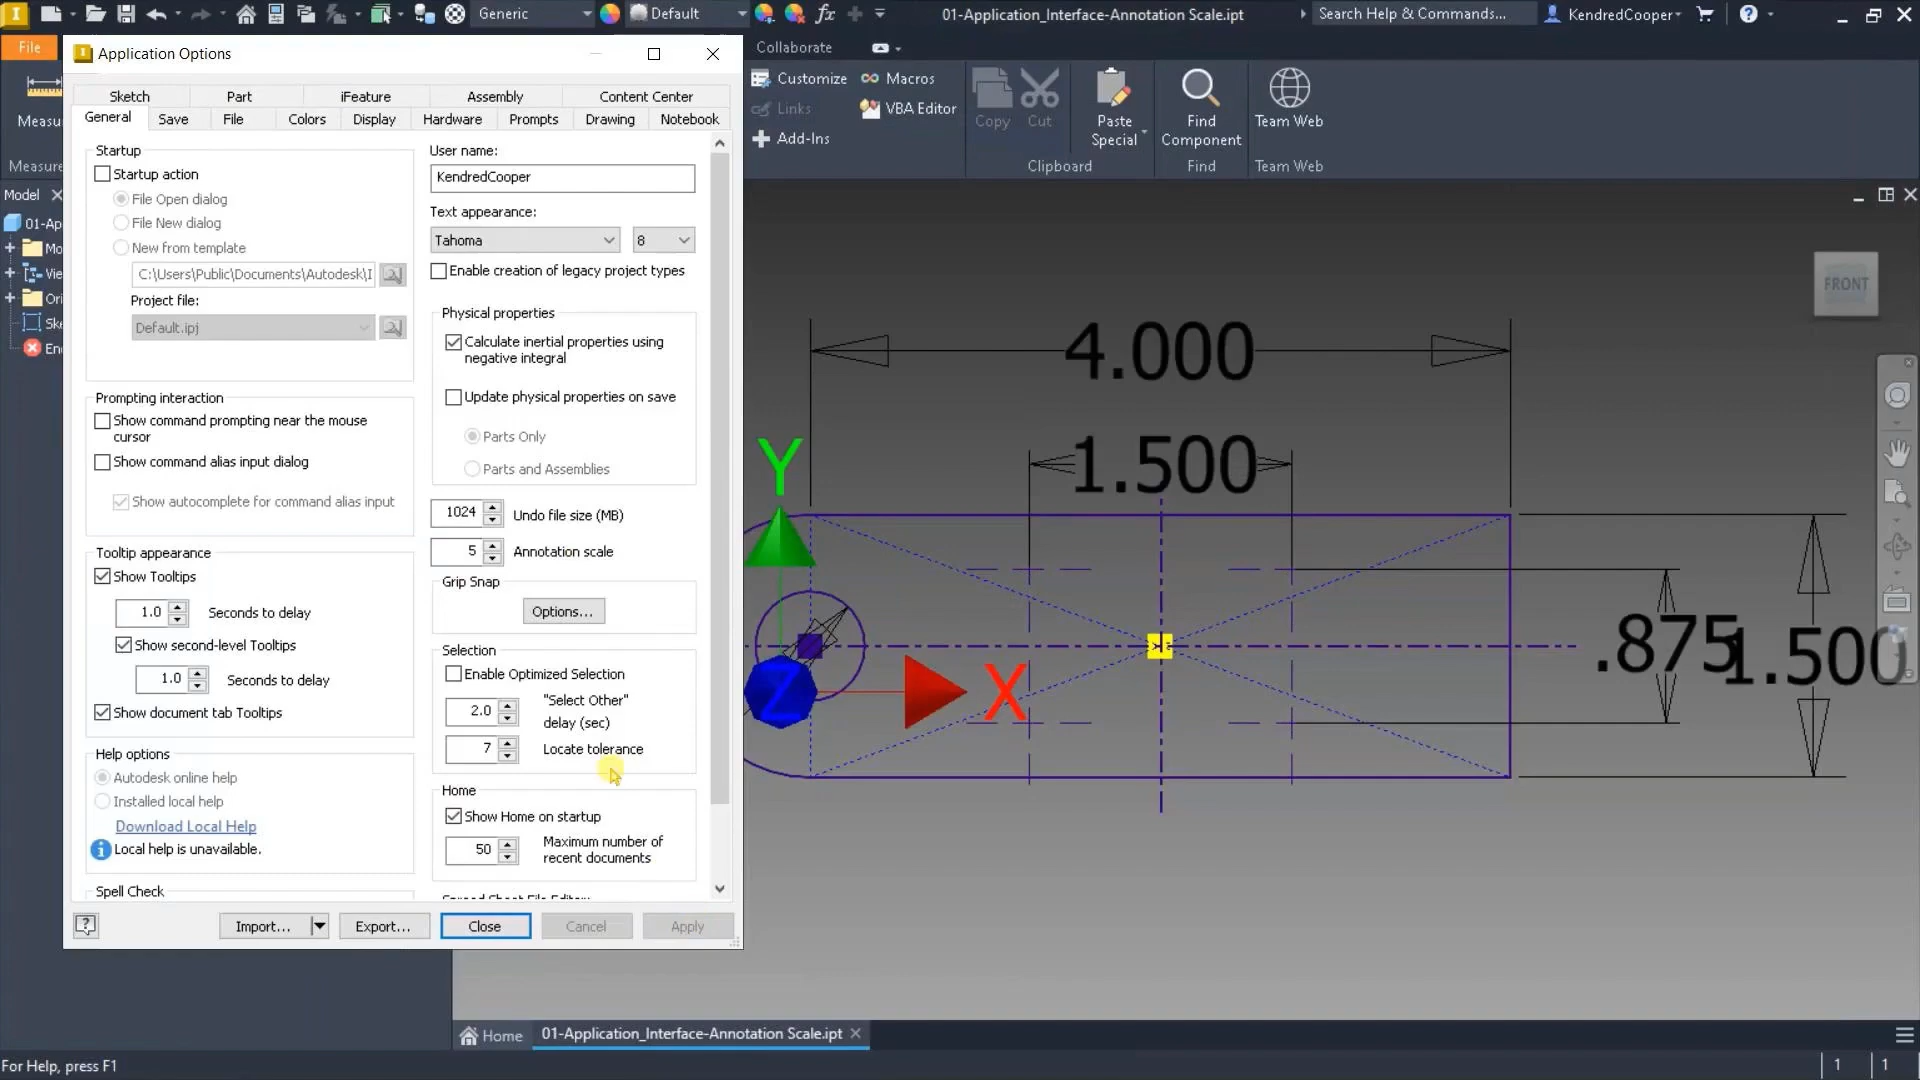 Generic
Default
fx
01-Application_Interface-Annotation Scale.ipt
Search Help & Commands...
KendredCooper
File
Application Options
Collaborate
Sketch
Part
iFeature
Assembly
Content Center
General
Save
File
Colors
Display
Hardware
Prompts
Drawing
Notebook
Measu
Measure
Customize
Macros
Links
VBA Editor
Add-Ins
Copy
Cut
Paste
Special
Clipboard
Find
Component
Find
Team Web
Team Web
Model
01-Ap
Mo
Vie
Ori
Ske
En
Startup
Startup action
File Open dialog
File New dialog
New from template
C:\Users\Public\Documents\Autodesk\I
Project file:
Default.ipj
Prompting interaction
Show command prompting near the mouse
cursor
Show command alias input dialog
Show autocomplete for command alias input
Tooltip appearance
Show Tooltips
1.0 Seconds to delay
Show second-level Tooltips
1.0 Seconds to delay
Show document tab Tooltips
Help options
Autodesk online help
Installed local help
Download Local Help
Local help is unavailable.
Spell Check
User name:
KendredCooper
Text appearance:
Tahoma
8
Enable creation of legacy project types
Physical properties
Calculate inertial properties using
negative integral
Update physical properties on save
Parts Only
Parts and Assemblies
1024 Undo file size (MB)
5 Annotation scale
Grip Snap
Options...
Selection
Enable Optimized Selection
2.0 "Select Other"
delay (sec)
7 Locate tolerance
Home
Show Home on startup
50 Maximum number of
recent documents
Import...
Export...
Close
Cancel
Apply
FRONT
4.000
1.500
Y
.875
1.500
Z
X
Home
01-Application_Interface-Annotation Scale.ipt
For Help, press F1
1
1